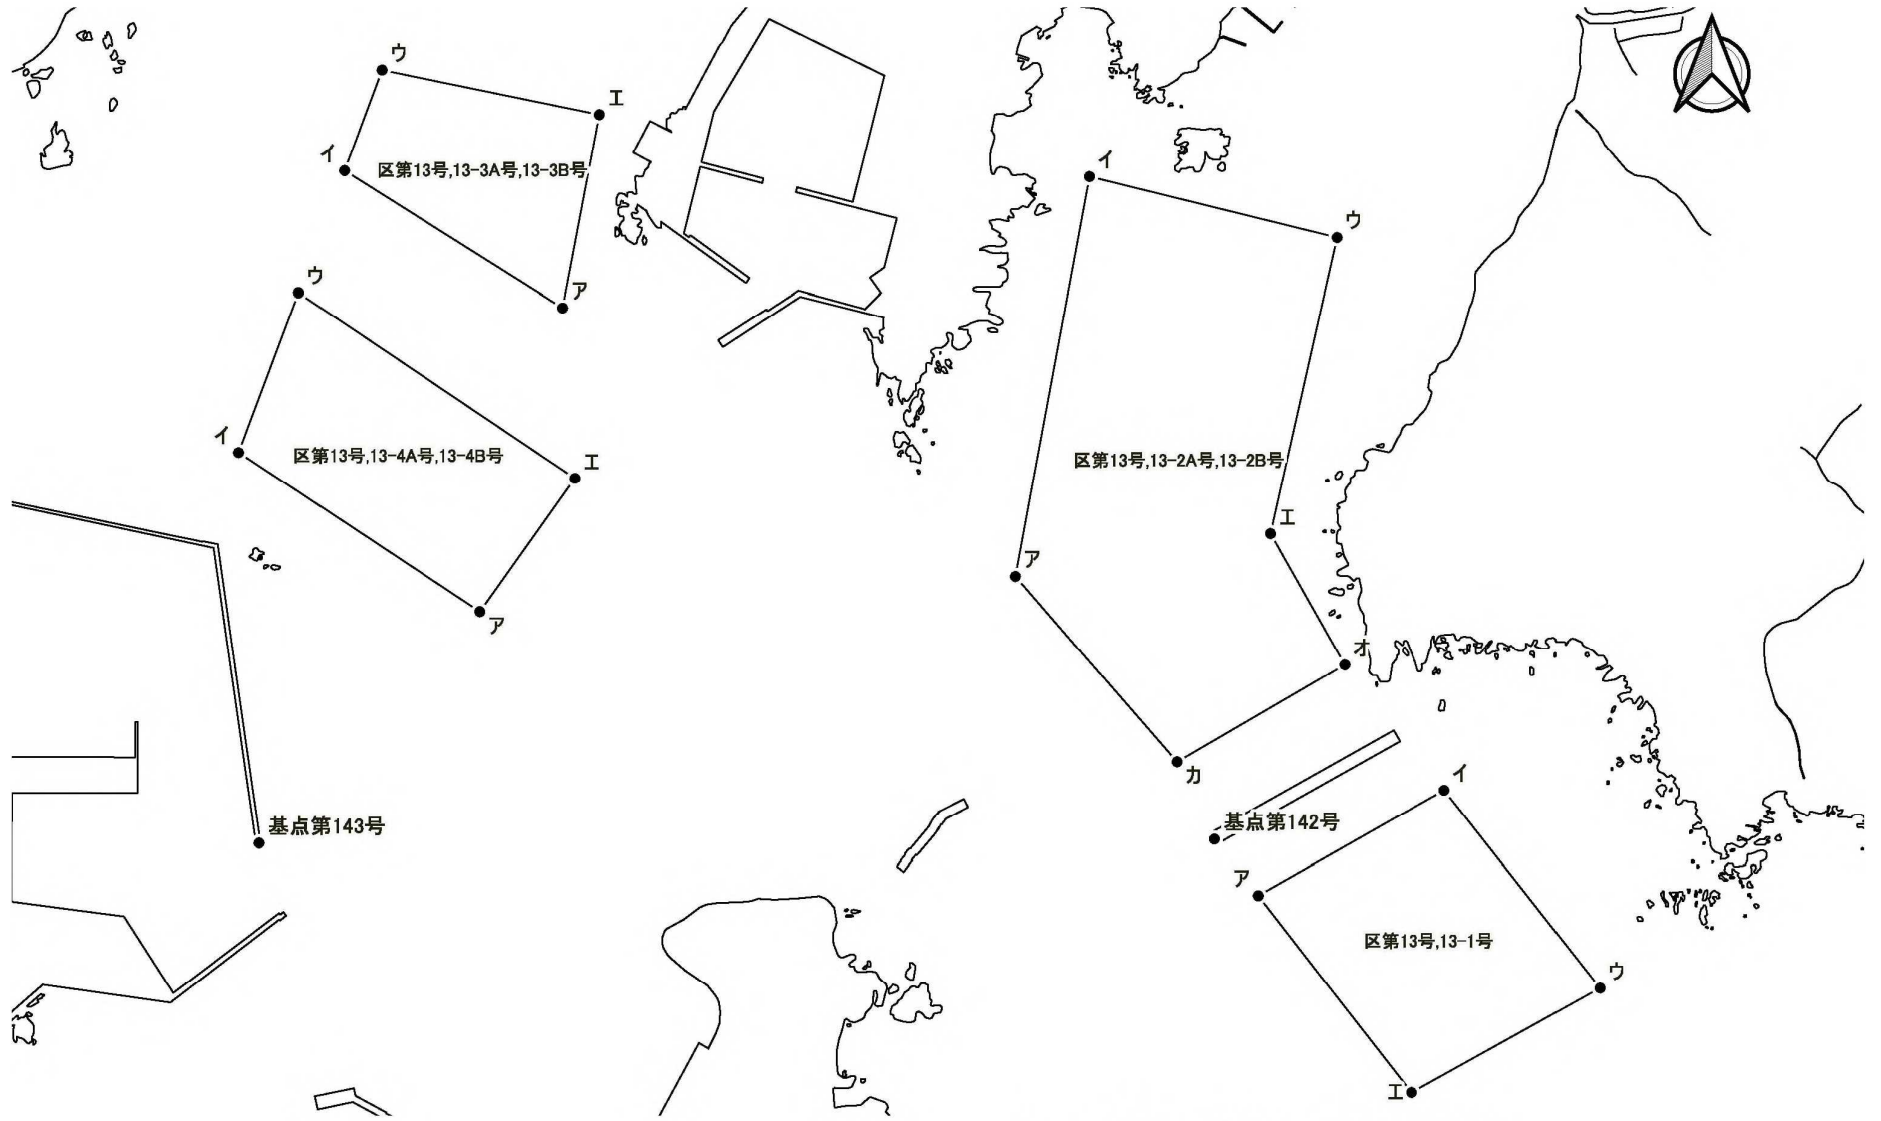 ウ
エ
イ
区第13号,13-3A号,13-3B号
ア
ウ
イ
区第13号,13-4A号,13-4B号
エ
ア
イ
ウ
区第13号,13-2A号,13-2B号
エ
ア
オ
カ
基点第143号
基点第142号
イ
ア
区第13号,13-1号
ウ
エ